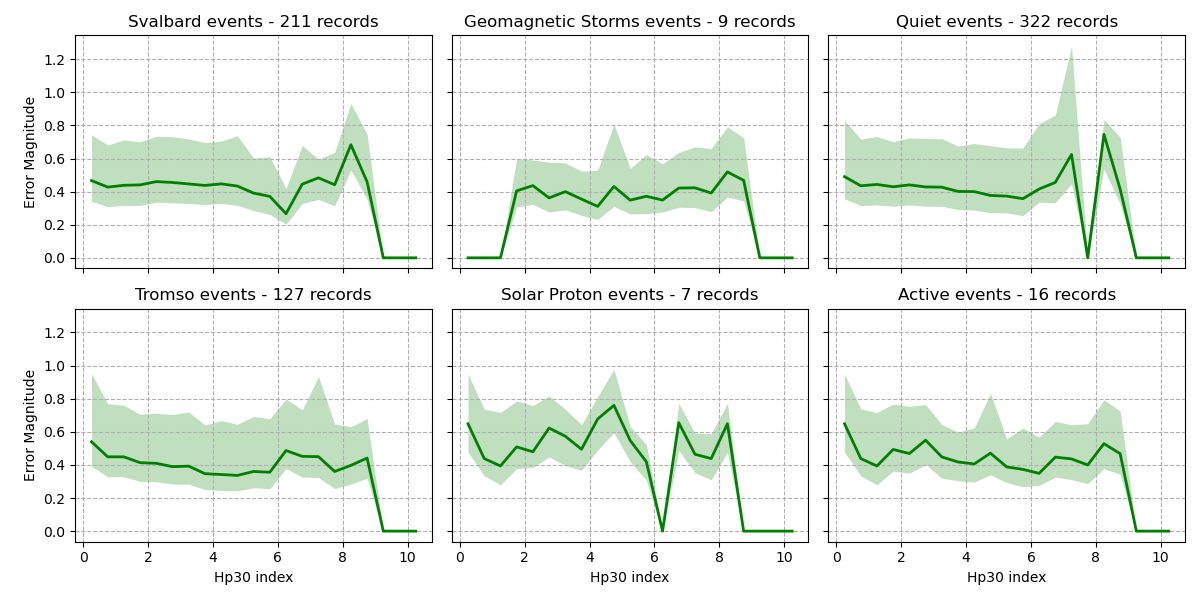 Svalbard events - 211 records
Geomagnetic Storms events - 9 records
Quiet events - 322 records
Error Magnitude
1.2
1.0
0.8
0.6
0.4
0.2
0.0
Tromso events - 127 records
Solar Proton events - 7 records
Active events - 16 records
Error Magnitude
1.2
1.0
0.8
0.6
0.4
0.2
0.0
0 2 4 6 8 10
0 2 4 6 8 10
0 2 4 6 8 10
Hp30 index
Hp30 index
Hp30 index